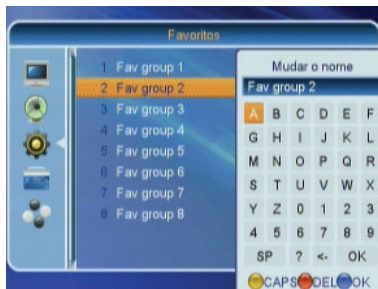 Favoritos
1 Fav group 1
2 Fav group 2
3 Fav group 3
4 Fav group 4
5 Fav group 5
6 Fav group 6
7 Fav group 7
8 Fav group 8
Mudar o nome
Fav group 2
A B C D E F
G H I J K L
M N O P Q R
S T U V W X
Y Z 0 1 2 3
4 5 6 7 8 9
SP ? <- OK
CAPS DEL OK